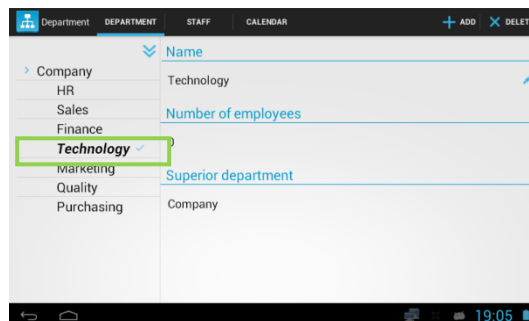 Department DEPARTMENT STAFF CALENDAR ADD DELET
Name
Company
Technology
HR
Sales
Number of employees
Finance
Technology
Marketing
Superior department
Quality
Purchasing
Company
19:05